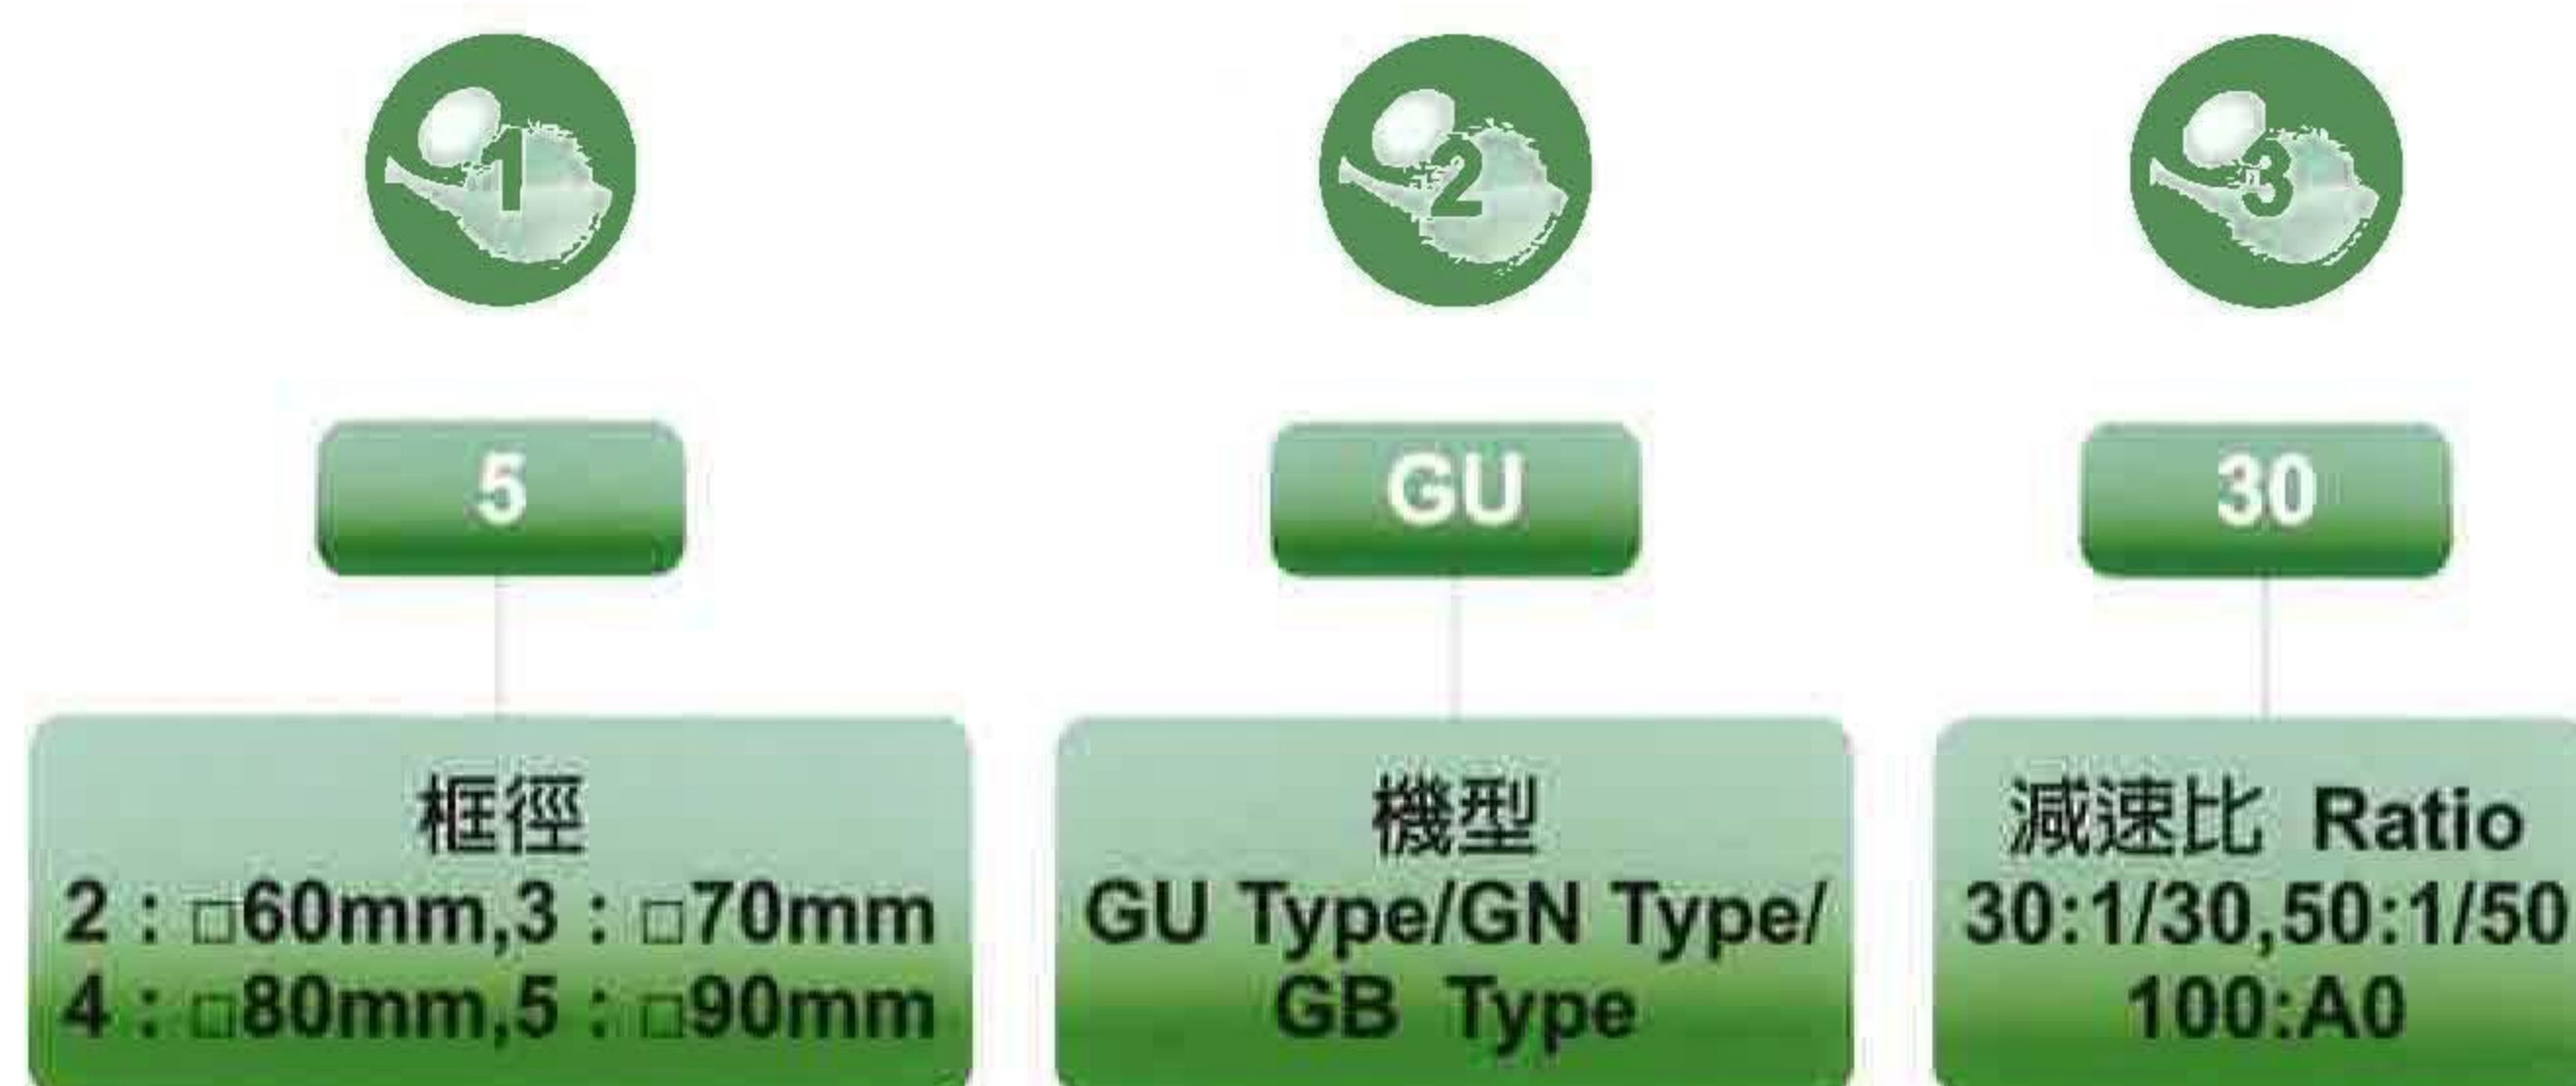 1
2
3
5
GU
30
框徑
2：□60mm,3：□70mm
4：□80mm,5：□90mm
機型
GU Type/GN Type/
GB Type
減速比 Ratio
30:1/30,50:1/50
100:A0